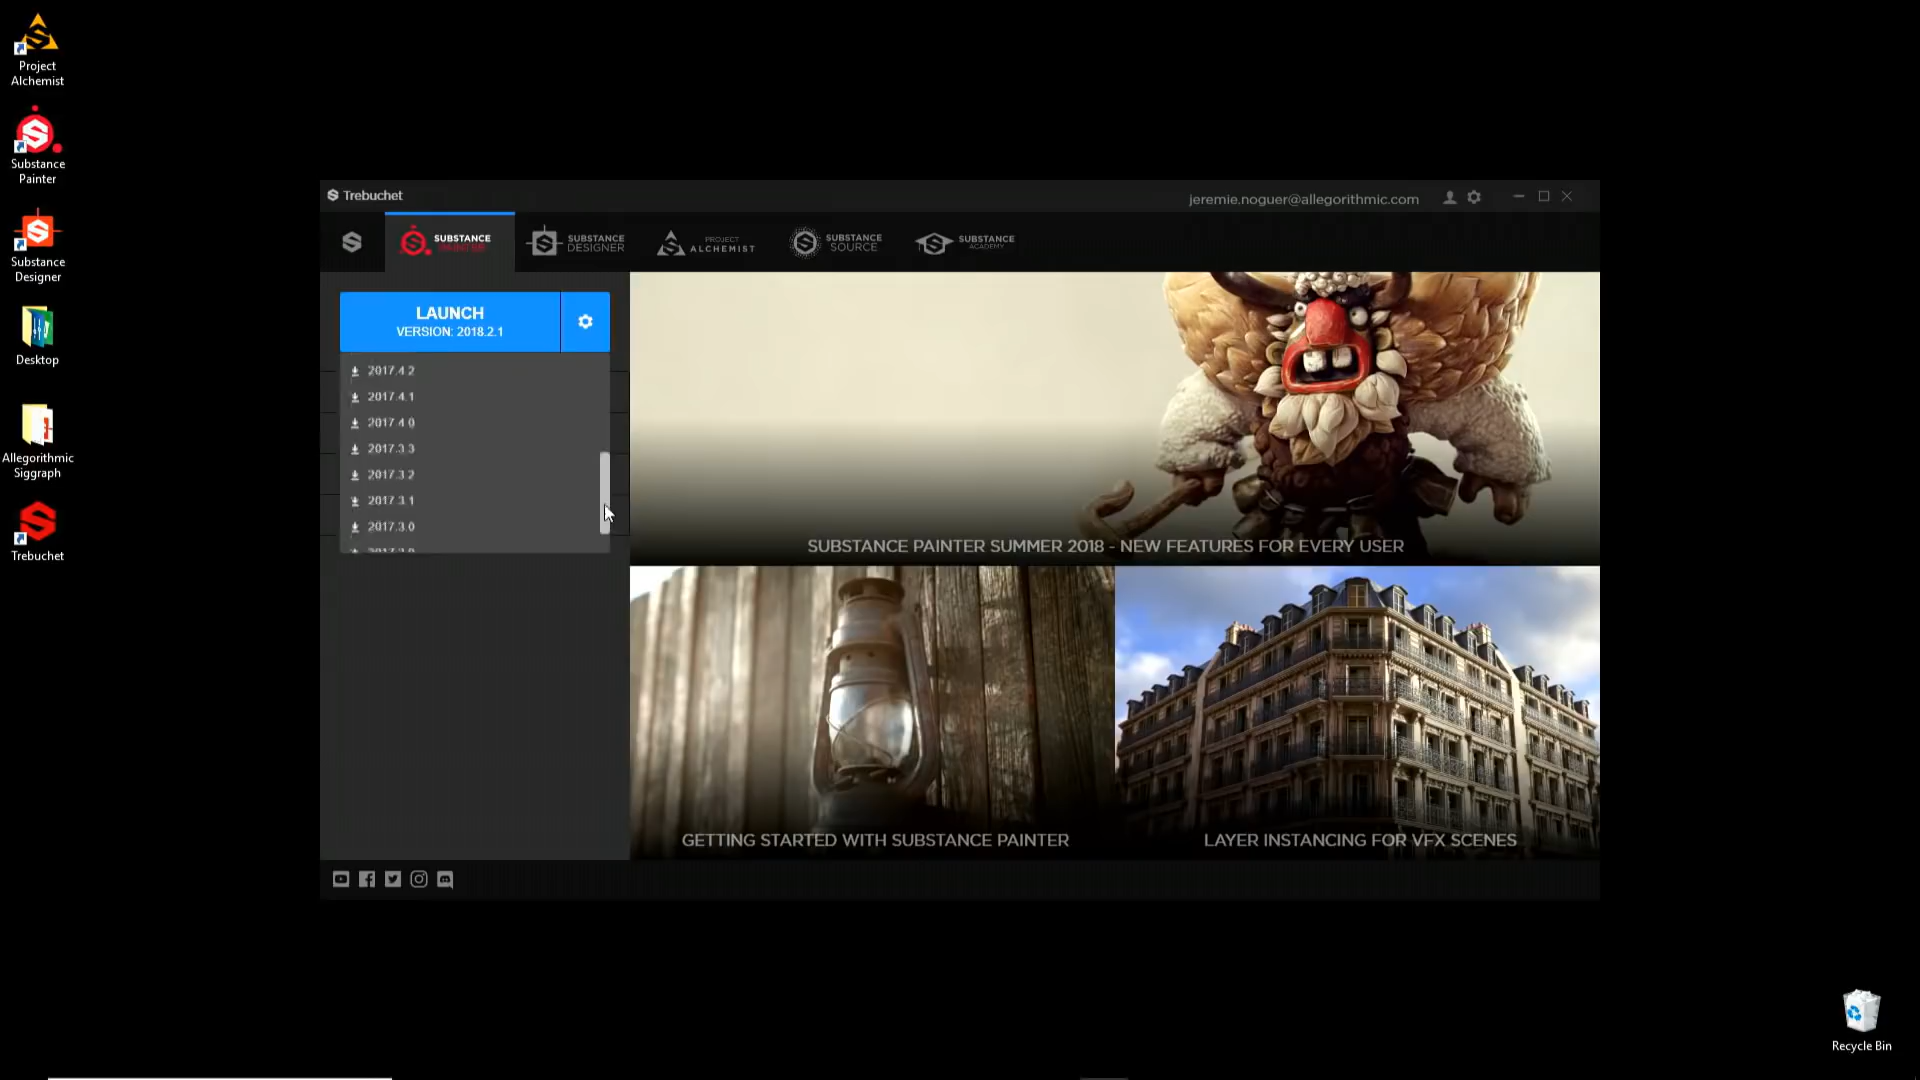 Project
Alchemist
Substance
Painter
Substance
Designer
Desktop
Allegorithmic
Siggraph
Trebuchet
Trebuchet
jeremie.noguer@allegorithmic.com
SUBSTANCE
PAINTER
SUBSTANCE
DESIGNER
PROJECT
ALCHEMIST
SUBSTANCE
SOURCE
SUBSTANCE
ACADEMY
LAUNCH
VERSION: 2018.2.1
2017.4.2
2017.4.1
2017.4.0
2017.3.3
2017.3.2
2017.3.1
2017.3.0
SUBSTANCE PAINTER SUMMER 2018 - NEW FEATURES FOR EVERY USER
GETTING STARTED WITH SUBSTANCE PAINTER
LAYER INSTANCING FOR VFX SCENES
Recycle Bin